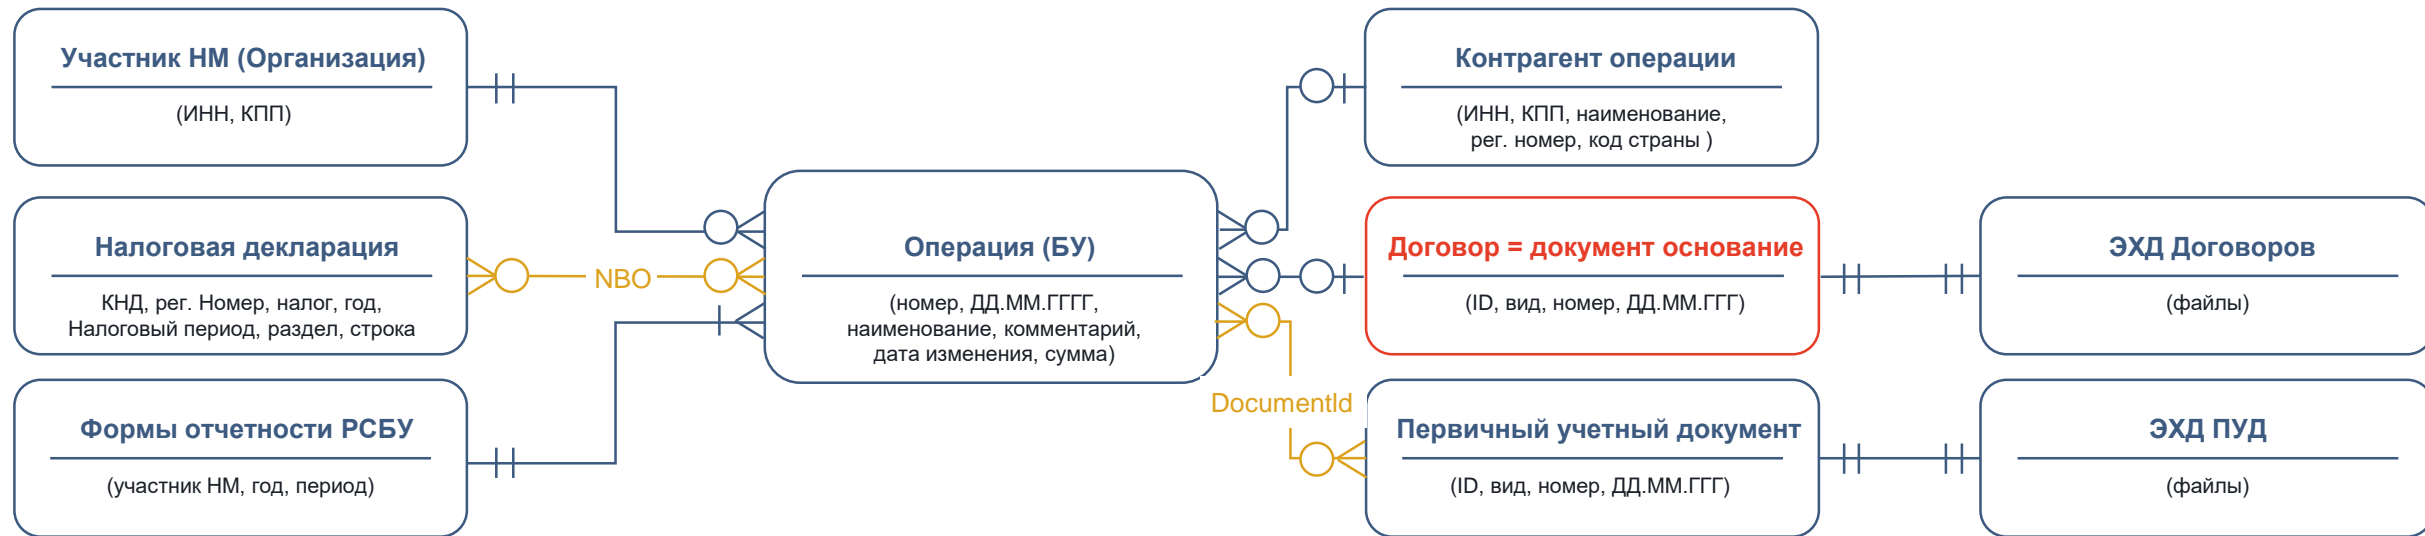 Участник НМ (Организация)
(ИНН, КПП)
Контрагент операции
(ИНН, КПП, наименование,
рег. номер, код страны )
Налоговая декларация
КНД, рег. Номер, налог, год,
Налоговый период, раздел, строка
NBO
Операция (БУ)
(номер, ДД.ММ.ГГГГ,
наименование, комментарий,
дата изменения, сумма)
Договор = документ основание
(ID, вид, номер, ДД.ММ.ГГГ)
ЭХД Договоров
(файлы)
Формы отчетности РСБУ
(участник НМ, год, период)
DocumentId
Первичный учетный документ
(ID, вид, номер, ДД.ММ.ГГГ)
ЭХД ПУД
(файлы)